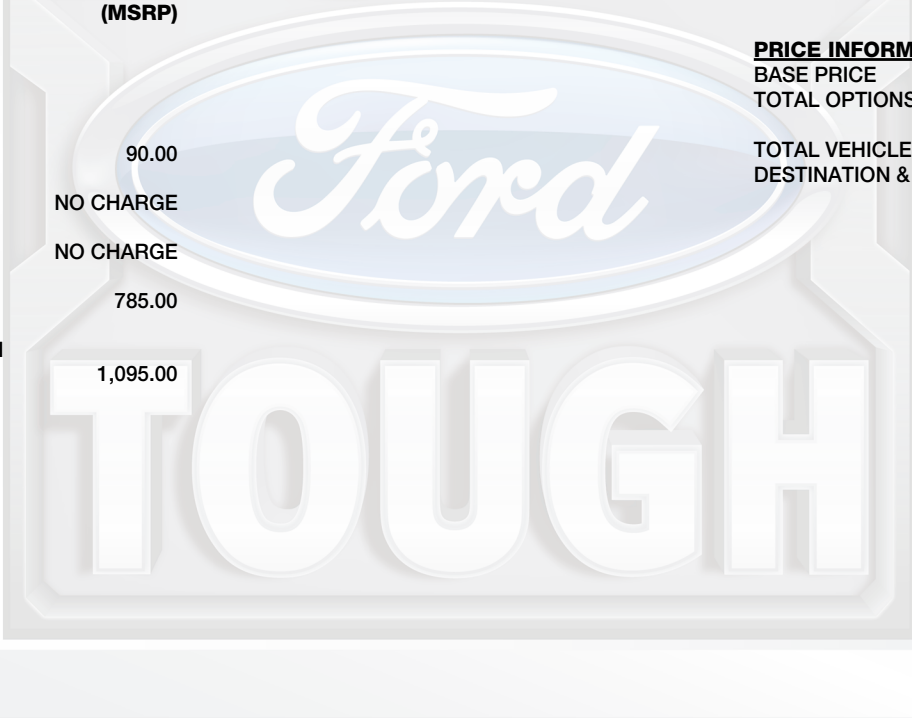 (MSRP)
90.00
NO CHARGE
NO CHARGE
785.00
1,095.00
PRICE INFORM
BASE PRICE
TOTAL OPTIONS
TOTAL VEHICLE
DESTINATION &
Ford
TOUGH